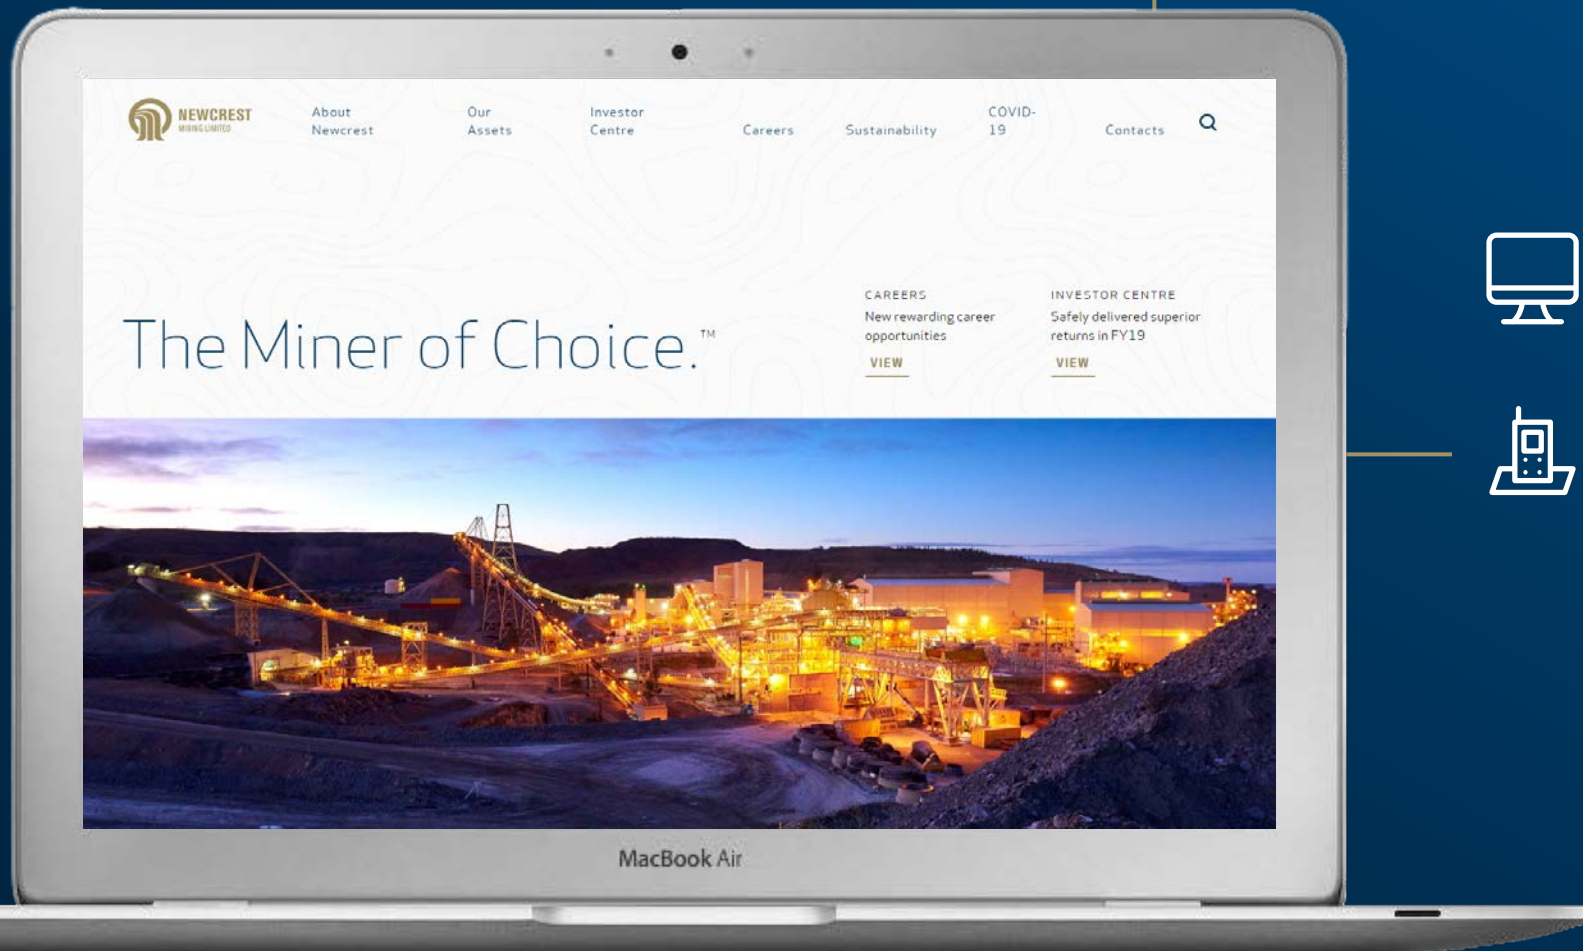 NEWCREST
MINING LIMITED
About
Newcrest
Our
Assets
Investor
Centre
Careers
Sustainability
COVID-
19
Contacts
The Miner of Choice.™
CAREERS
New rewarding career
opportunities
VIEW
INVESTOR CENTRE
Safely delivered superior
returns in FY19
VIEW
MacBook Air